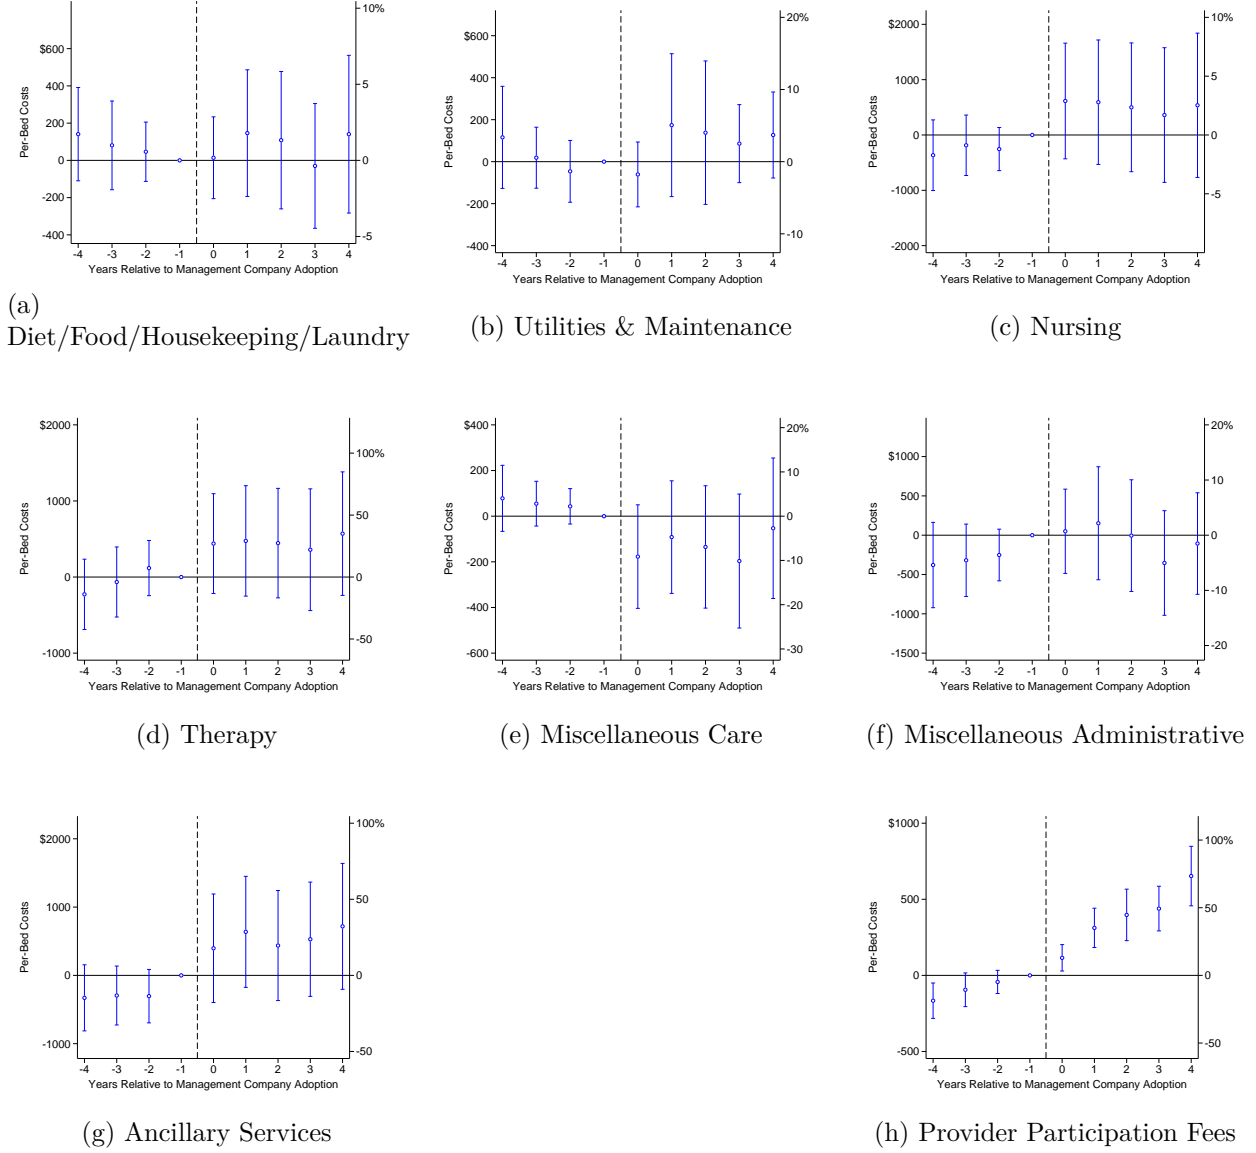 10%
$600
5
400
200
Per-Bed Costs
0
0
-200
-400
-5
-4 -3 -2 -1 0 1 2 3 4
Years Relative to Management Company Adoption
(a)
Diet/Food/Housekeeping/Laundry
20%
$600
400
10
200
Per-Bed Costs
0
0
-200
-10
-400
-4 -3 -2 -1 0 1 2 3 4
Years Relative to Management Company Adoption
(b) Utilities & Maintenance
$2000
10%
1000
5
Per-Bed Costs
0
0
-1000
-5
-2000
-4 -3 -2 -1 0 1 2 3 4
Years Relative to Management Company Adoption
(c) Nursing
$2000
100%
1000
50
Per-Bed Costs
0
0
-50
-1000
-4 -3 -2 -1 0 1 2 3 4
Years Relative to Management Company Adoption
(d) Therapy
$400
20%
200
10
Per-Bed Costs
0
0
-200
-10
-400
-20
-600
-30
-4 -3 -2 -1 0 1 2 3 4
Years Relative to Management Company Adoption
(e) Miscellaneous Care
20%
$1000
500
10
Per-Bed Costs
0
0
-500
-10
-1000
-20
-1500
-4 -3 -2 -1 0 1 2 3 4
Years Relative to Management Company Adoption
(f) Miscellaneous Administrative
100%
$2000
50
1000
Per-Bed Costs
0
0
-1000
-50
-4 -3 -2 -1 0 1 2 3 4
Years Relative to Management Company Adoption
(g) Ancillary Services
$1000
100%
500
50
Per-Bed Costs
0
0
-500
-50
-4 -3 -2 -1 0 1 2 3 4
Years Relative to Management Company Adoption
(h) Provider Participation Fees